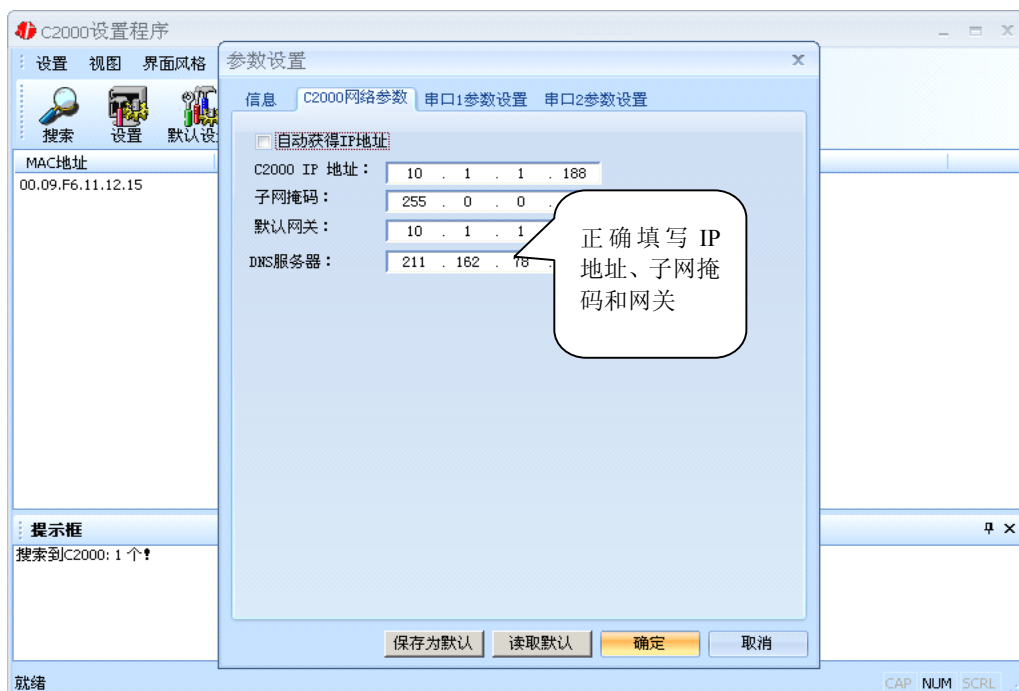 C2000设置程序
设置 视图 界面风格
搜索 设置 默认设
MAC地址
00.09.F6.11.12.15
参数设置
信息 C2000网络参数 串口1参数设置 串口2参数设置
自动获得IP地址
C2000 IP 地址： 10 . 1 . 1 . 188
子网掩码： 255 . 0 . 0 .
默认网关： 10 . 1 . 1
DNS服务器： 211 . 162 . 78 .
正确填写 IP
地址、子网掩
码和网关
保存为默认 读取默认 确定 取消
提示框
搜索到C2000: 1 个!
就绪
CAP NUM SCRL